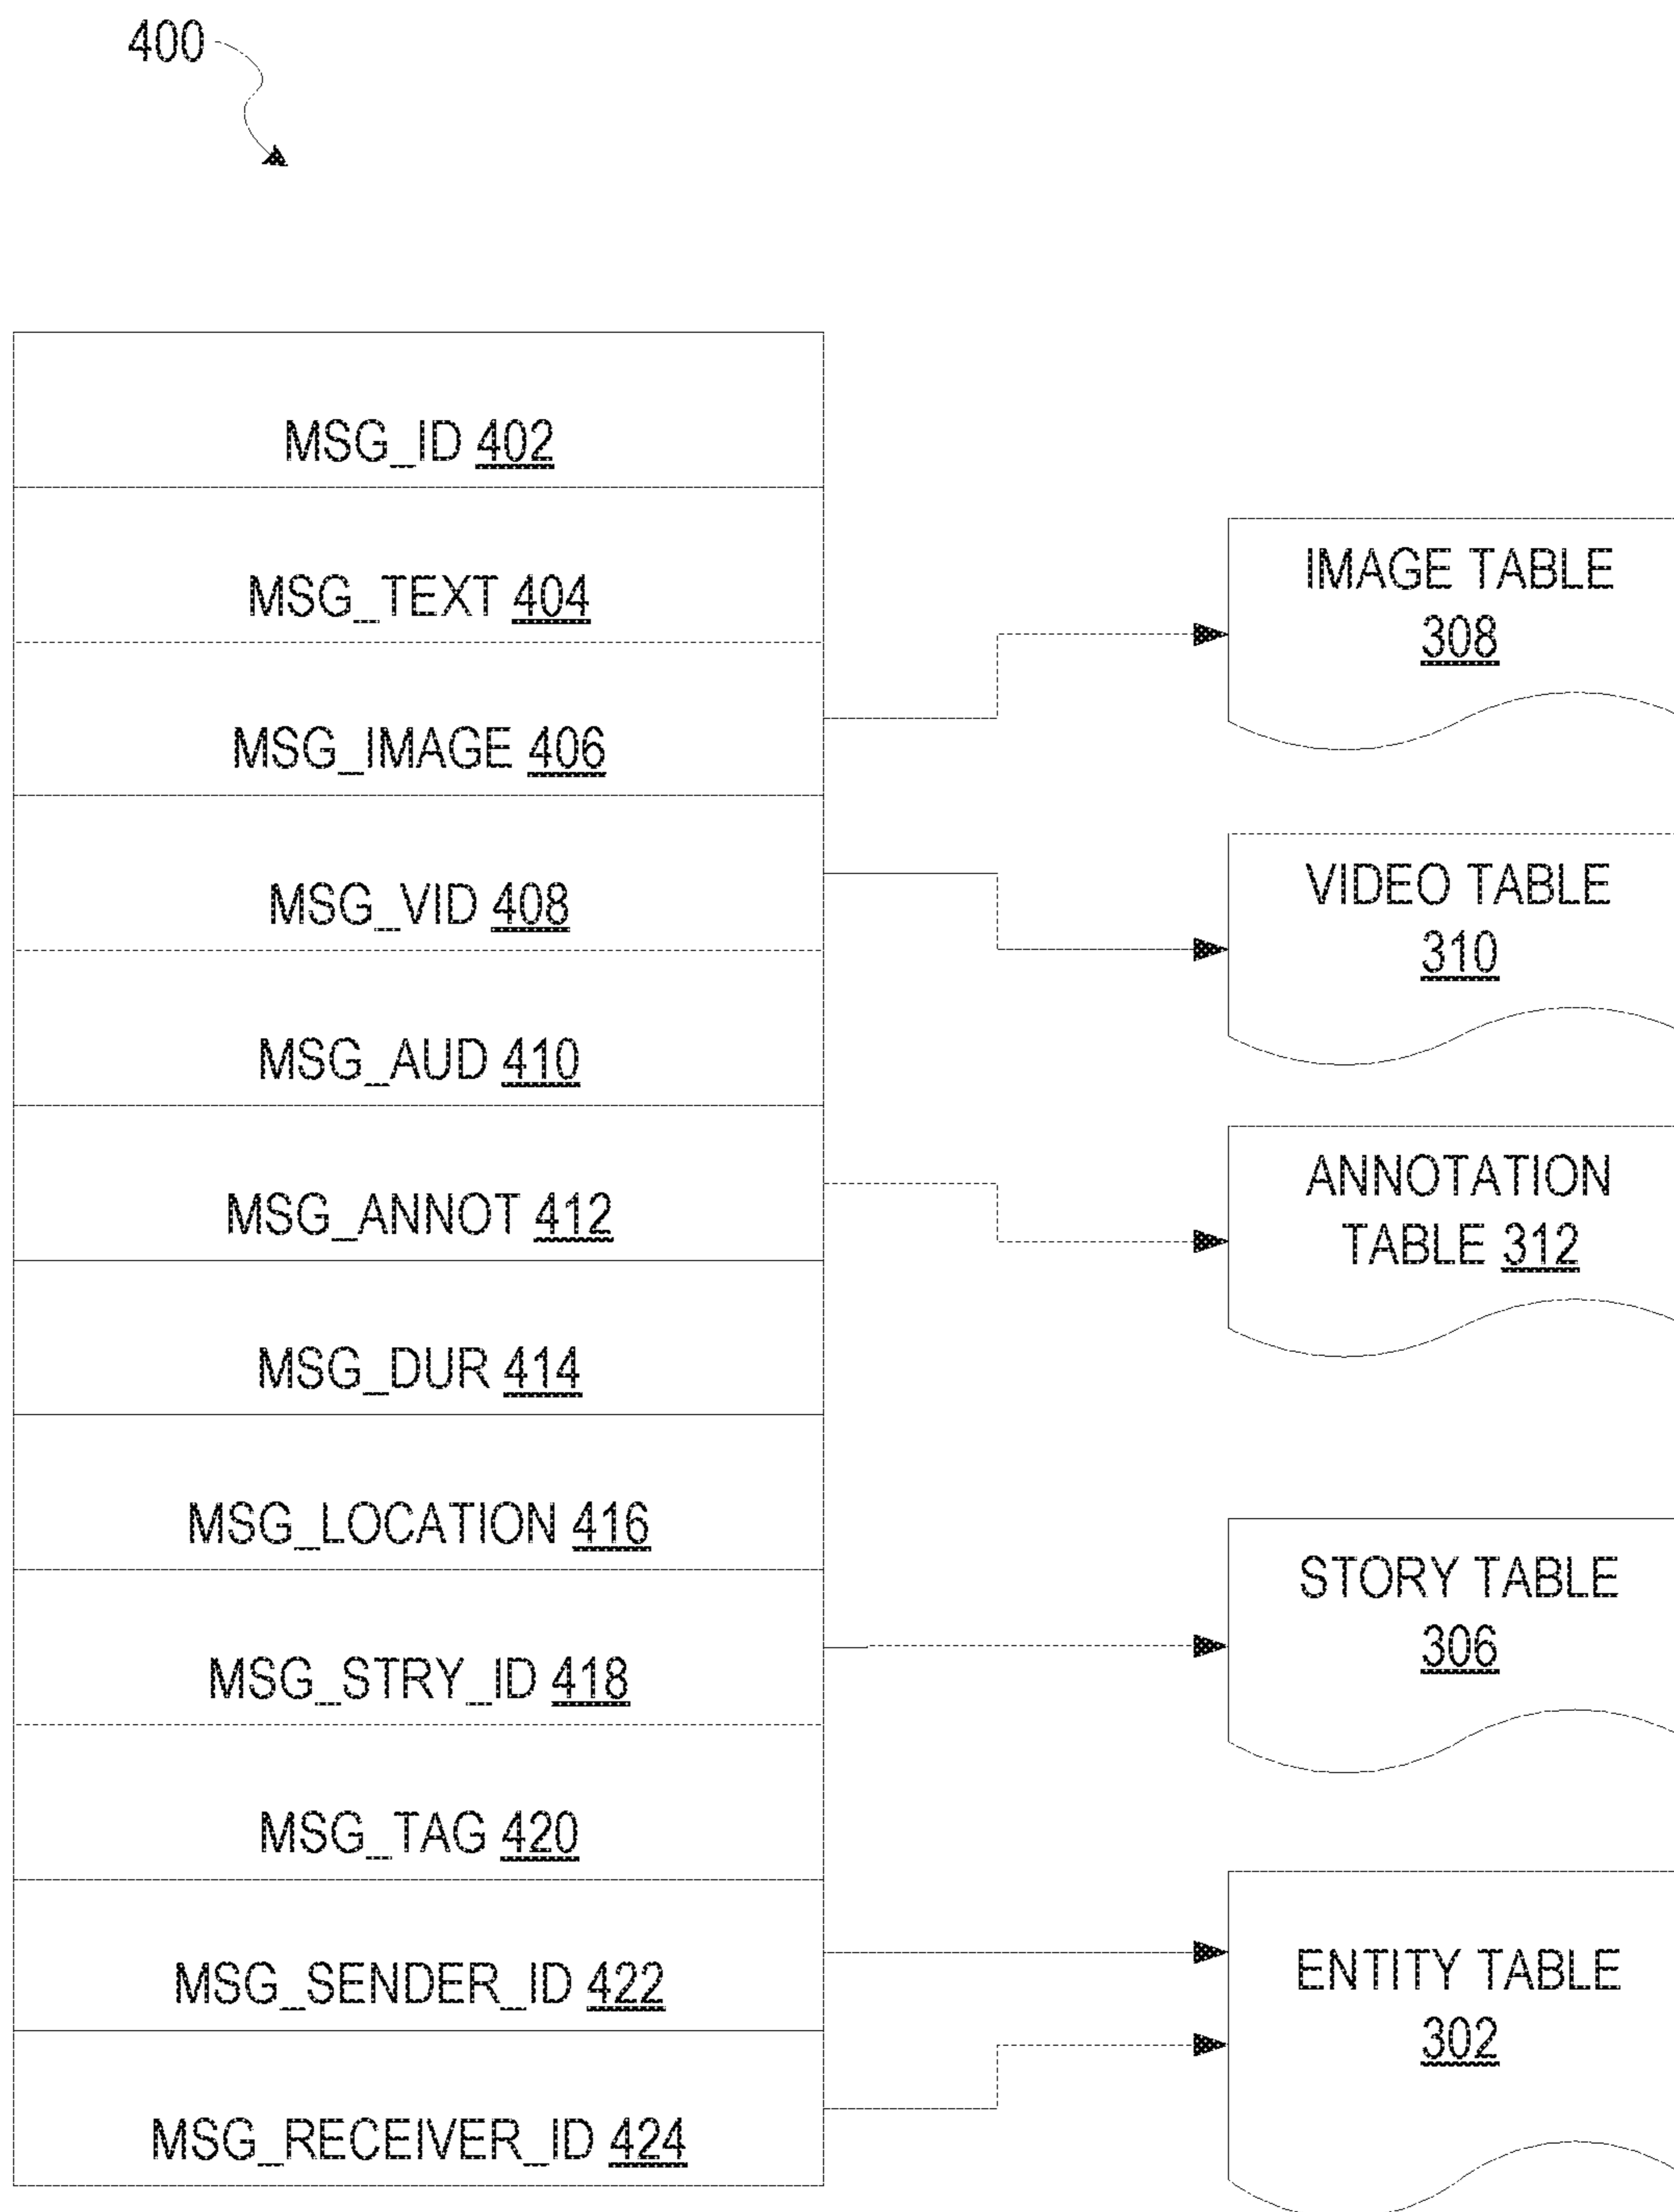 400
MSG_ID 402
MSG_TEXT 404
MSG_IMAGE 406
MSG_VID 408
MSG_AUD 410
MSG_ANNOT 412
MSG_DUR 414
MSG_LOCATION 416
MSG_STRY_ID 418
MSG_TAG 420
MSG_SENDER_ID 422
MSG_RECEIVER_ID 424
IMAGE TABLE
308
VIDEO TABLE
310
ANNOTATION
TABLE 312
STORY TABLE
306
ENTITY TABLE
302